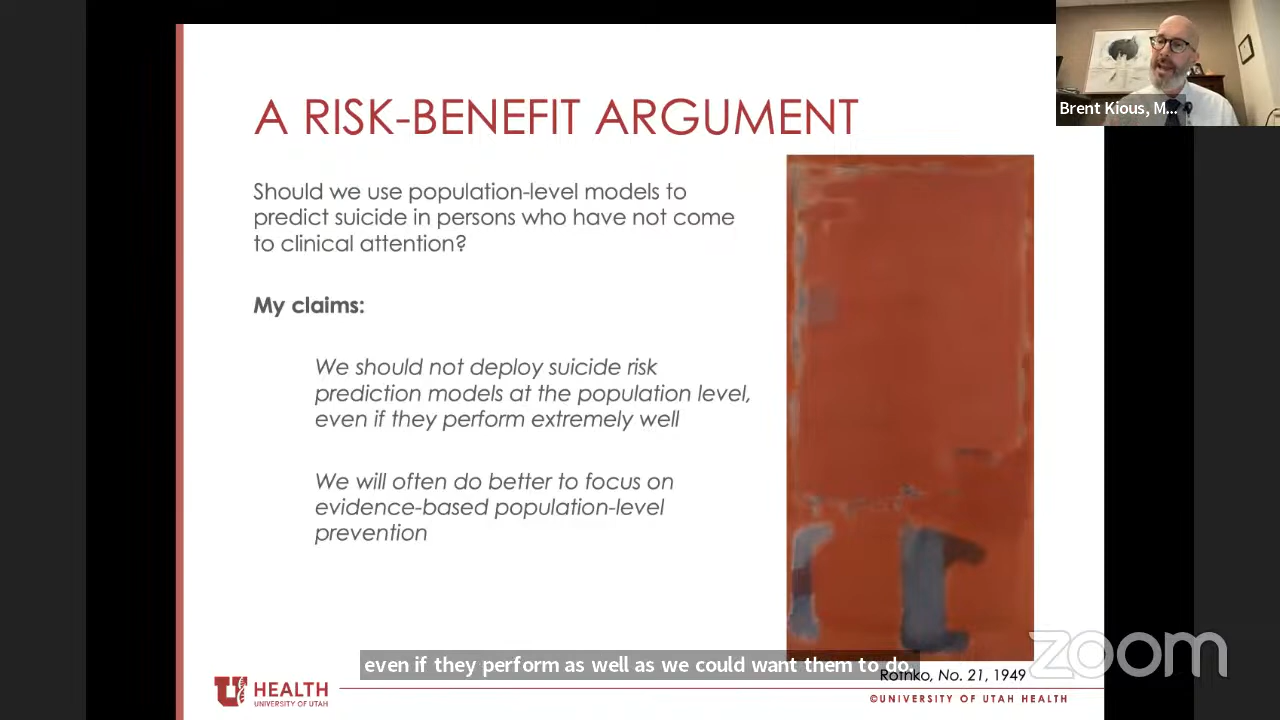 A RISK-BENEFIT ARGUMENT
Brent Kious, M...
Should we use population-level models to
predict suicide in persons who have not come
to clinical attention?
My claims:
We should not deploy suicide risk
prediction models at the population level,
even if they perform extremely well
We will often do better to focus on
evidence-based population-level
prevention
even if they perform as well as we could want them to do.
Rothko, No. 21, 1949
zoom
U HEALTH
UNIVERSITY OF UTAH
©UNIVERSITY OF UTAH HEALTH